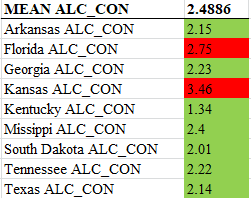 MEAN ALC_CON 2.4886
Arkansas ALC_CON 2.15
Florida ALC_CON 2.75
Georgia ALC_CON 2.23
Kansas ALC_CON 3.46
Kentucky ALC_CON 1.34
Missippi ALC_CON 2.4
South Dakota ALC_CON 2.01
Tennessee ALC_CON 2.22
Texas ALC_CON 2.14